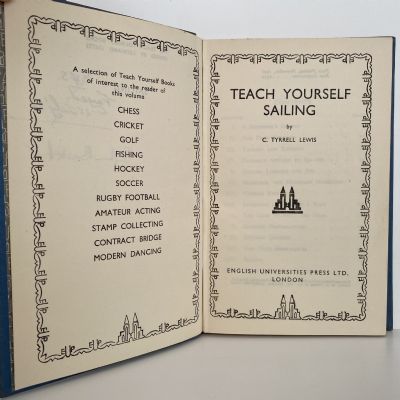 A selection of Teach Yourself Books
of interest to the reader of
this volume
CHESS
CRICKET
GOLF
FISHING
HOCKEY
SOCCER
RUGBY FOOTBALL
AMATEUR ACTING
STAMP COLLECTING
CONTRACT BRIDGE
MODERN DANCING
TEACH YOURSELF
SAILING
by
C. TYRRELL LEWIS
ENGLISH UNIVERSITIES PRESS LTD.
LONDON